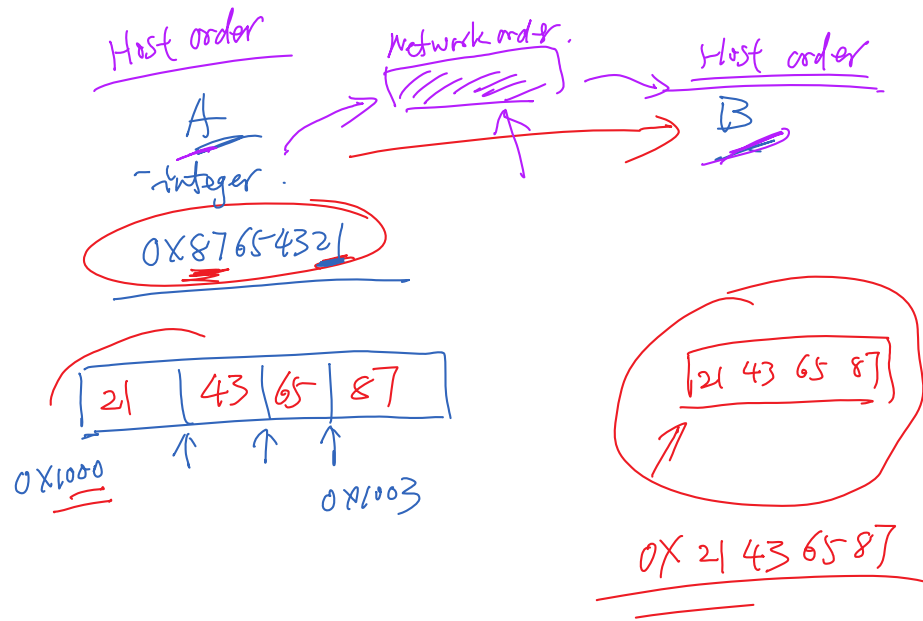 Host order
Network order.
Host order
A
B
-integer.
0X87654321
21 43 65 87
21 43 65 87
0X1000
0X1003
0X 21 43 65 87